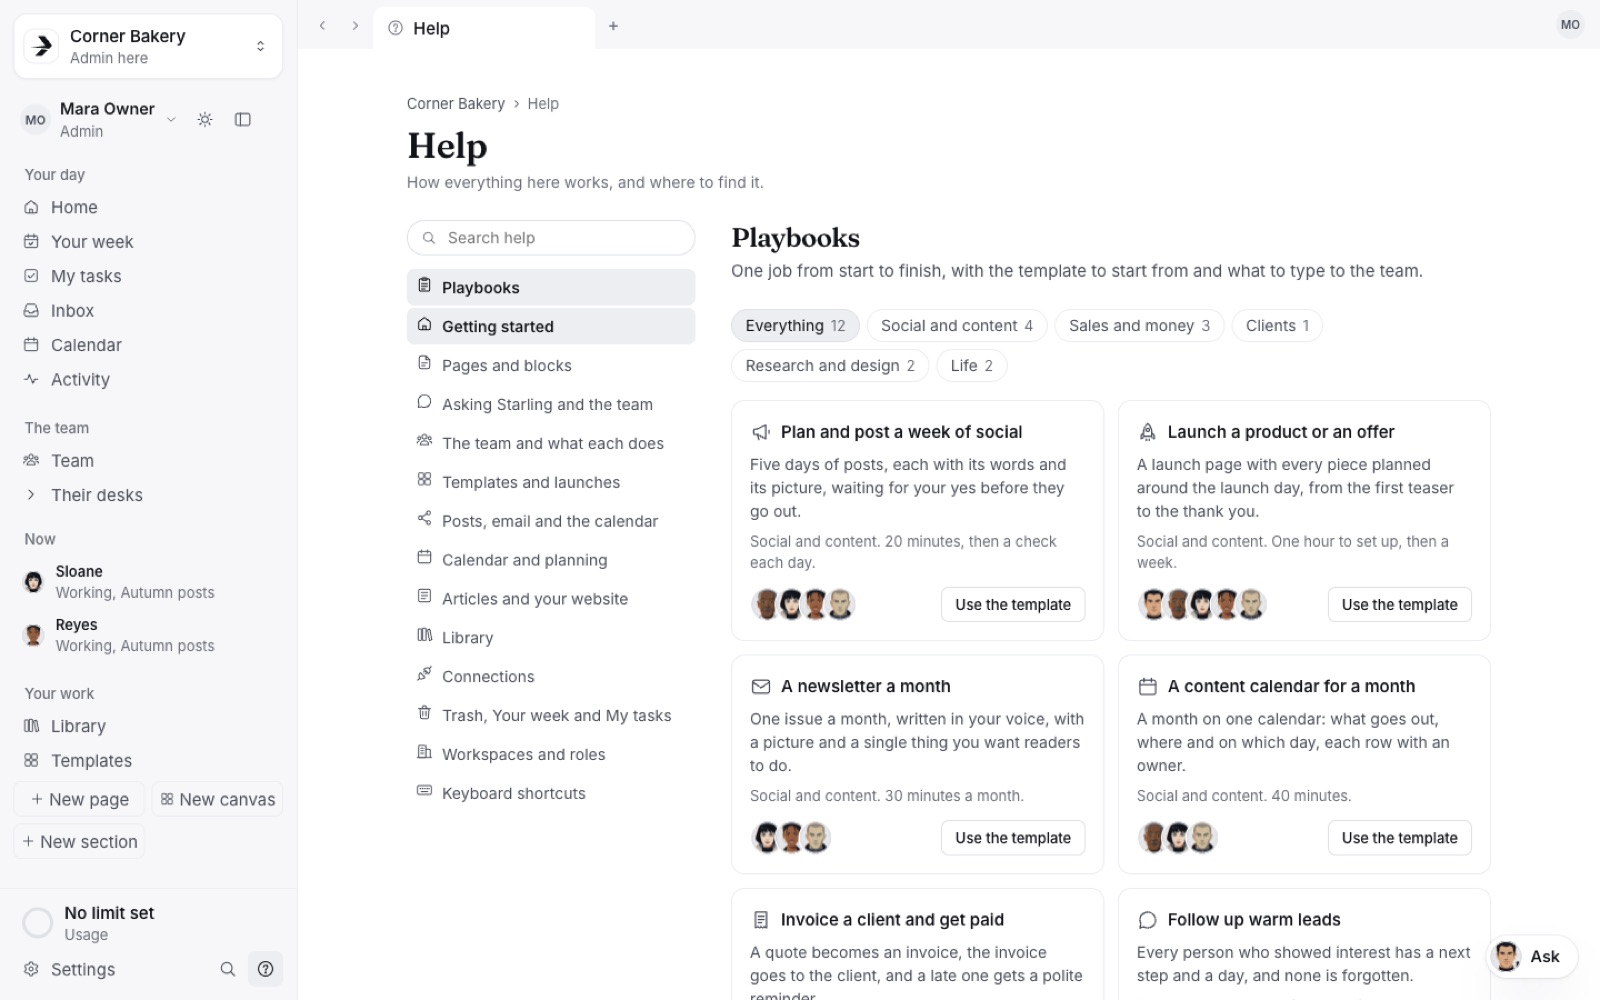 Corner Bakery
Admin here
MO
Mara Owner
Admin
Your day
Home
Your week
My tasks
Inbox
Calendar
Activity
The team
Team
Their desks
Now
Sloane
Working, Autumn posts
Reyes
Working, Autumn posts
Your work
Library
Templates
+ New page
New canvas
+ New section
No limit set
Usage
Settings
Help
+
MO
Corner Bakery › Help
Help
How everything here works, and where to find it.
Search help
Playbooks
Getting started
Pages and blocks
Asking Starling and the team
The team and what each does
Templates and launches
Posts, email and the calendar
Calendar and planning
Articles and your website
Library
Connections
Trash, Your week and My tasks
Workspaces and roles
Keyboard shortcuts
Playbooks
One job from start to finish, with the template to start from and what to type to the team.
Everything 12
Social and content 4
Sales and money 3
Clients 1
Research and design 2
Life 2
Plan and post a week of social
Five days of posts, each with its words and
its picture, waiting for your yes before they
go out.
Social and content. 20 minutes, then a check
each day.
Use the template
Launch a product or an offer
A launch page with every piece planned
around the launch day, from the first teaser
to the thank you.
Social and content. One hour to set up, then a
week.
Use the template
A newsletter a month
One issue a month, written in your voice, with
a picture and a single thing you want readers
to do.
Social and content. 30 minutes a month.
Use the template
A content calendar for a month
A month on one calendar: what goes out,
where and on which day, each row with an
owner.
Social and content. 40 minutes.
Use the template
Invoice a client and get paid
A quote becomes an invoice, the invoice
goes to the client, and a late one gets a polite
reminder.
Follow up warm leads
Every person who showed interest has a next
step and a day, and none is forgotten.
Ask